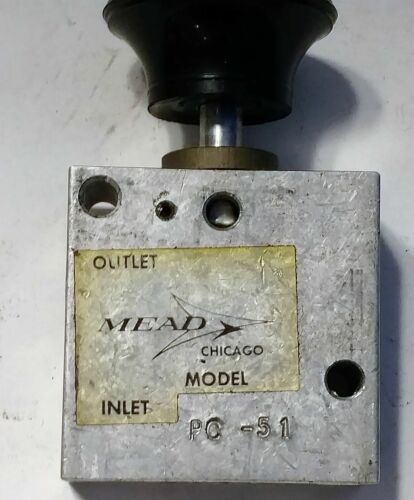 OUTLET
MEAD
CHICAGO
MODEL
INLET
PC -51